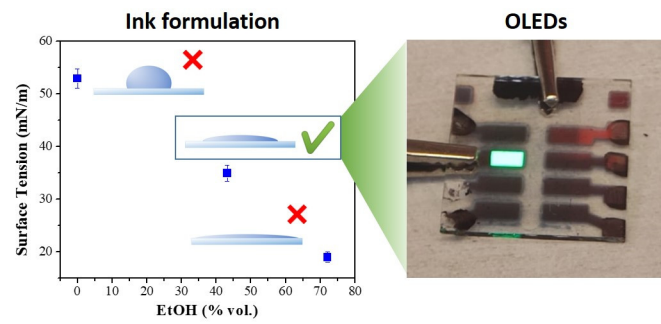 Ink formulation
OLEDs
60
50
40
30
20
0 10 20 30 40 50 60 70 80
Surface Tension (mN/m)
EtOH (% vol.)